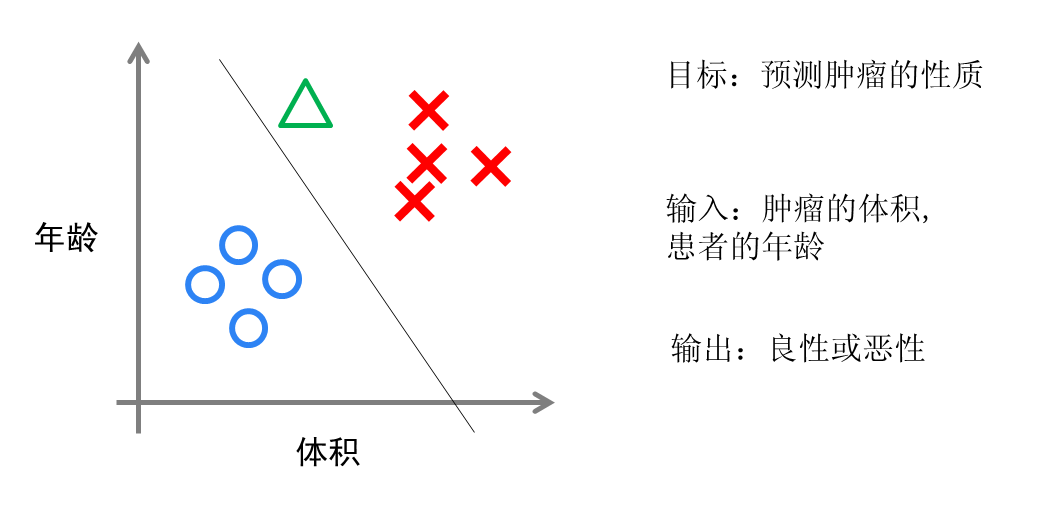 年龄
体积
目标：预测肿瘤的性质
输入：肿瘤的体积,
患者的年龄
输出：良性或恶性